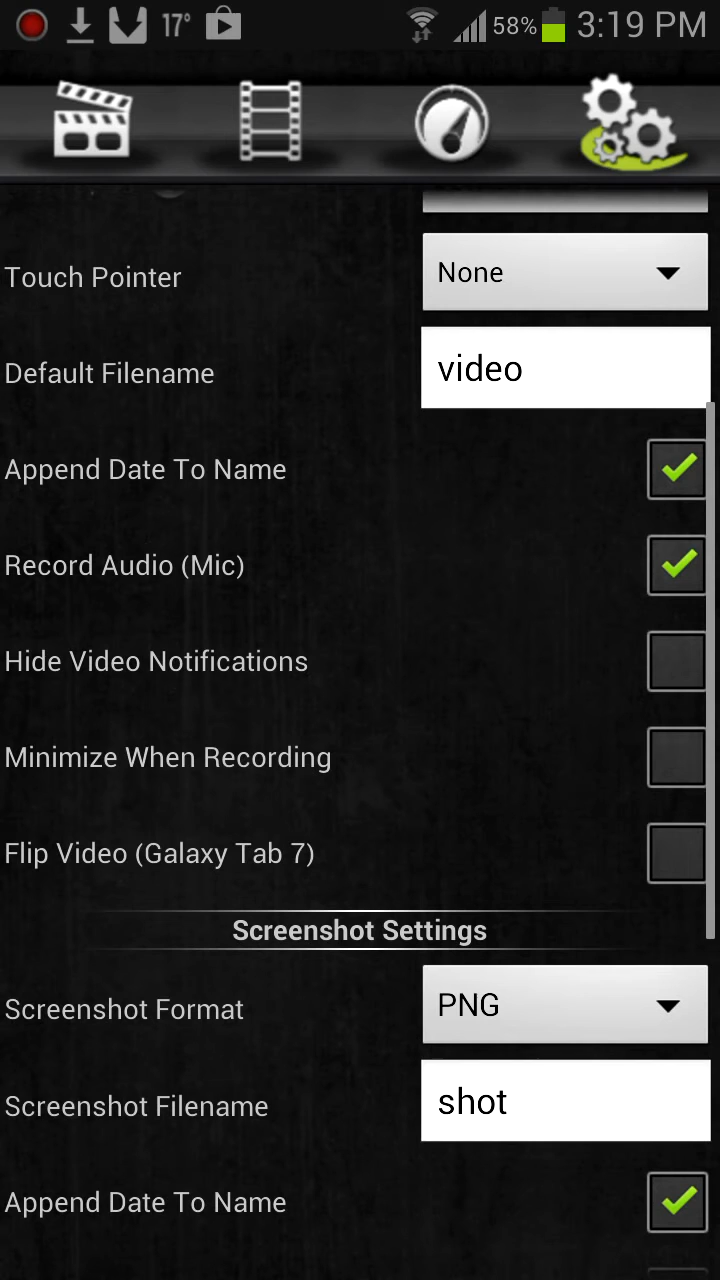 17° 58% 3:19 PM
Touch Pointer None
Default Filename video
Append Date To Name
Record Audio (Mic)
Hide Video Notifications
Minimize When Recording
Flip Video (Galaxy Tab 7)
Screenshot Settings
Screenshot Format PNG
Screenshot Filename shot
Append Date To Name